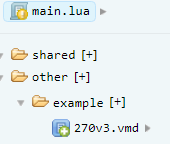 main.lua
shared [+]
other [+]
example [+]
270v3.vmd